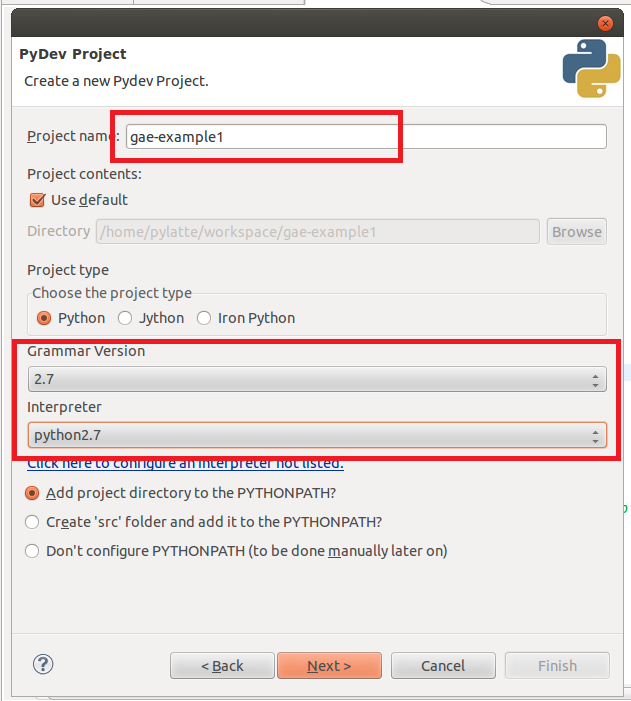 PyDev Project
Create a new Pydev Project.
Project name: gae-example1
Project contents:
Use default
Directory /home/pylatte/workspace/gae-example1 Browse
Project type
Choose the project type
Python Jython Iron Python
Grammar Version
2.7
Interpreter
python2.7
Click here to configure an interpreter not listed.
Add project directory to the PYTHONPATH?
Create 'src' folder and add it to the PYTHONPATH?
Don't configure PYTHONPATH (to be done manually later on)
? < Back Next > Cancel Finish